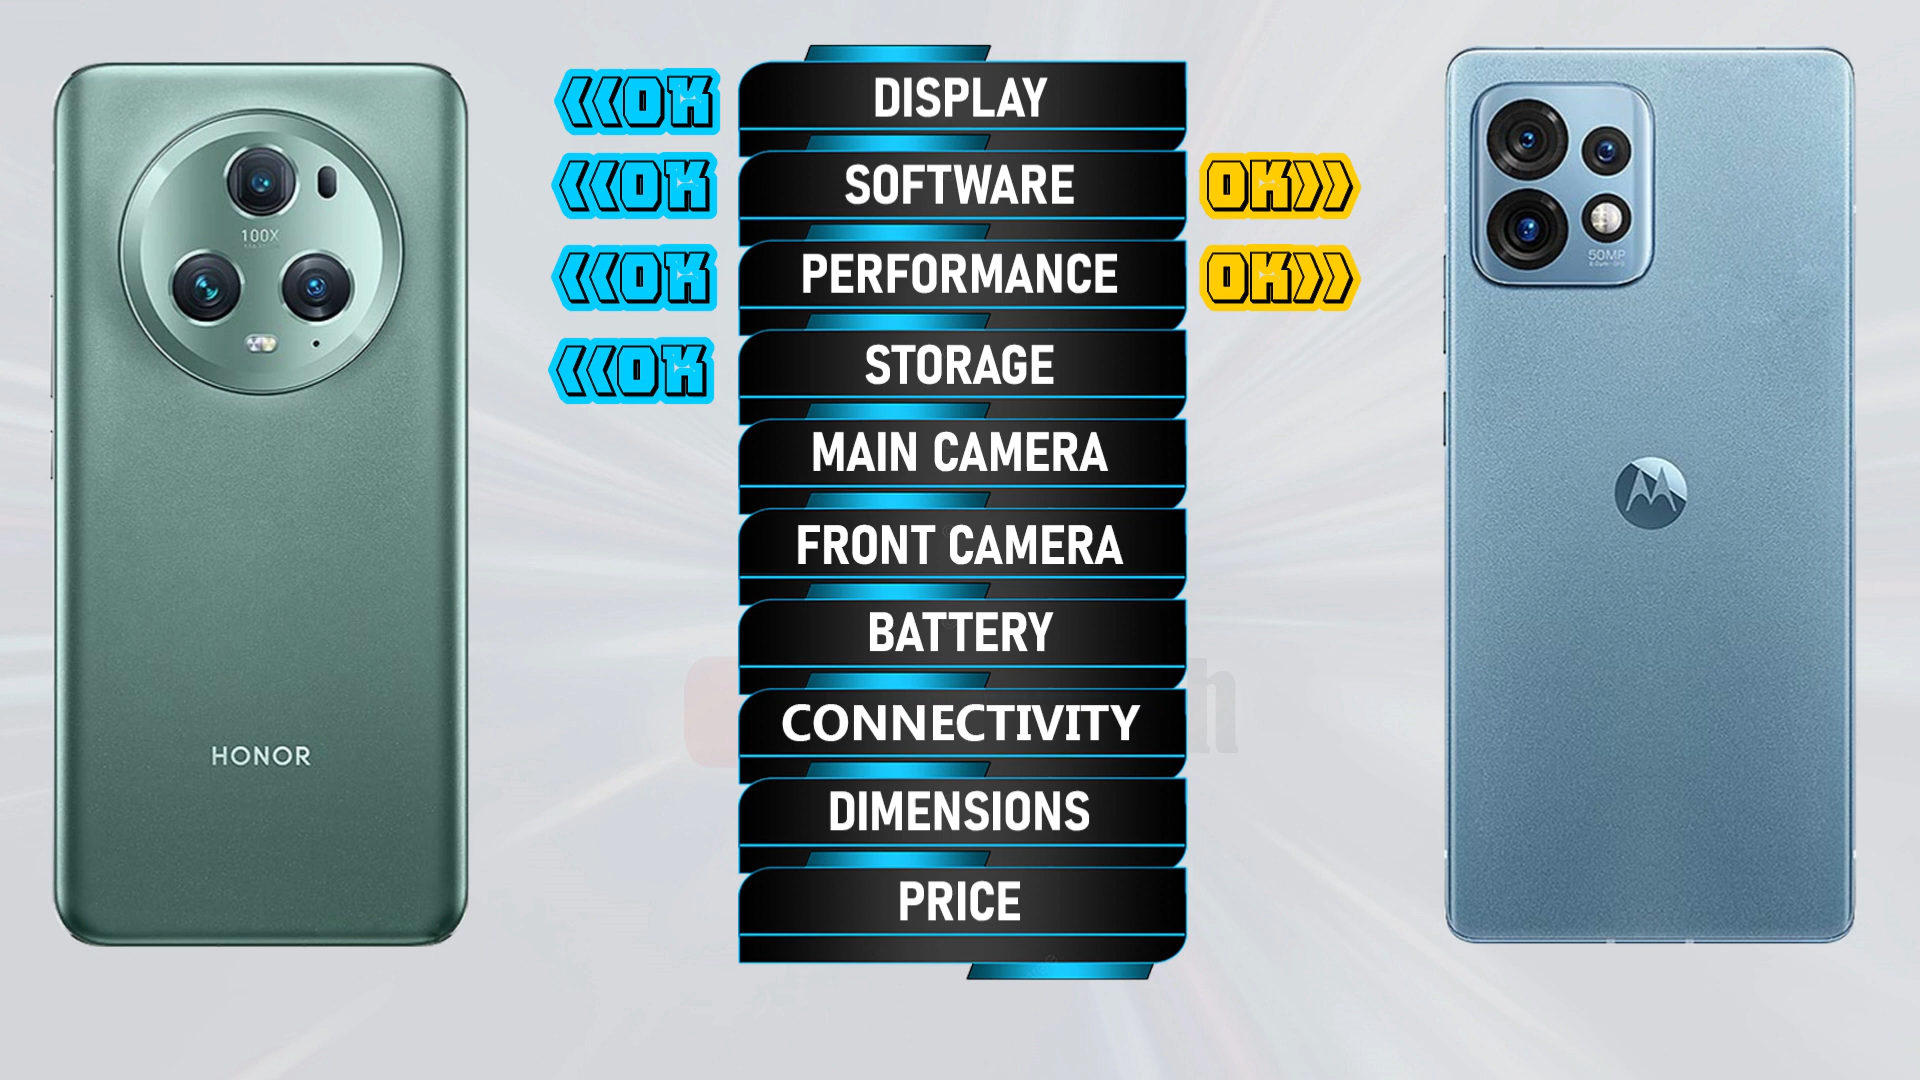 OK
DISPLAY
OK
SOFTWARE
OK
OK
PERFORMANCE
OK
OK
STORAGE
MAIN CAMERA
FRONT CAMERA
BATTERY
CONNECTIVITY
DIMENSIONS
PRICE
100X
HONOR
50MP